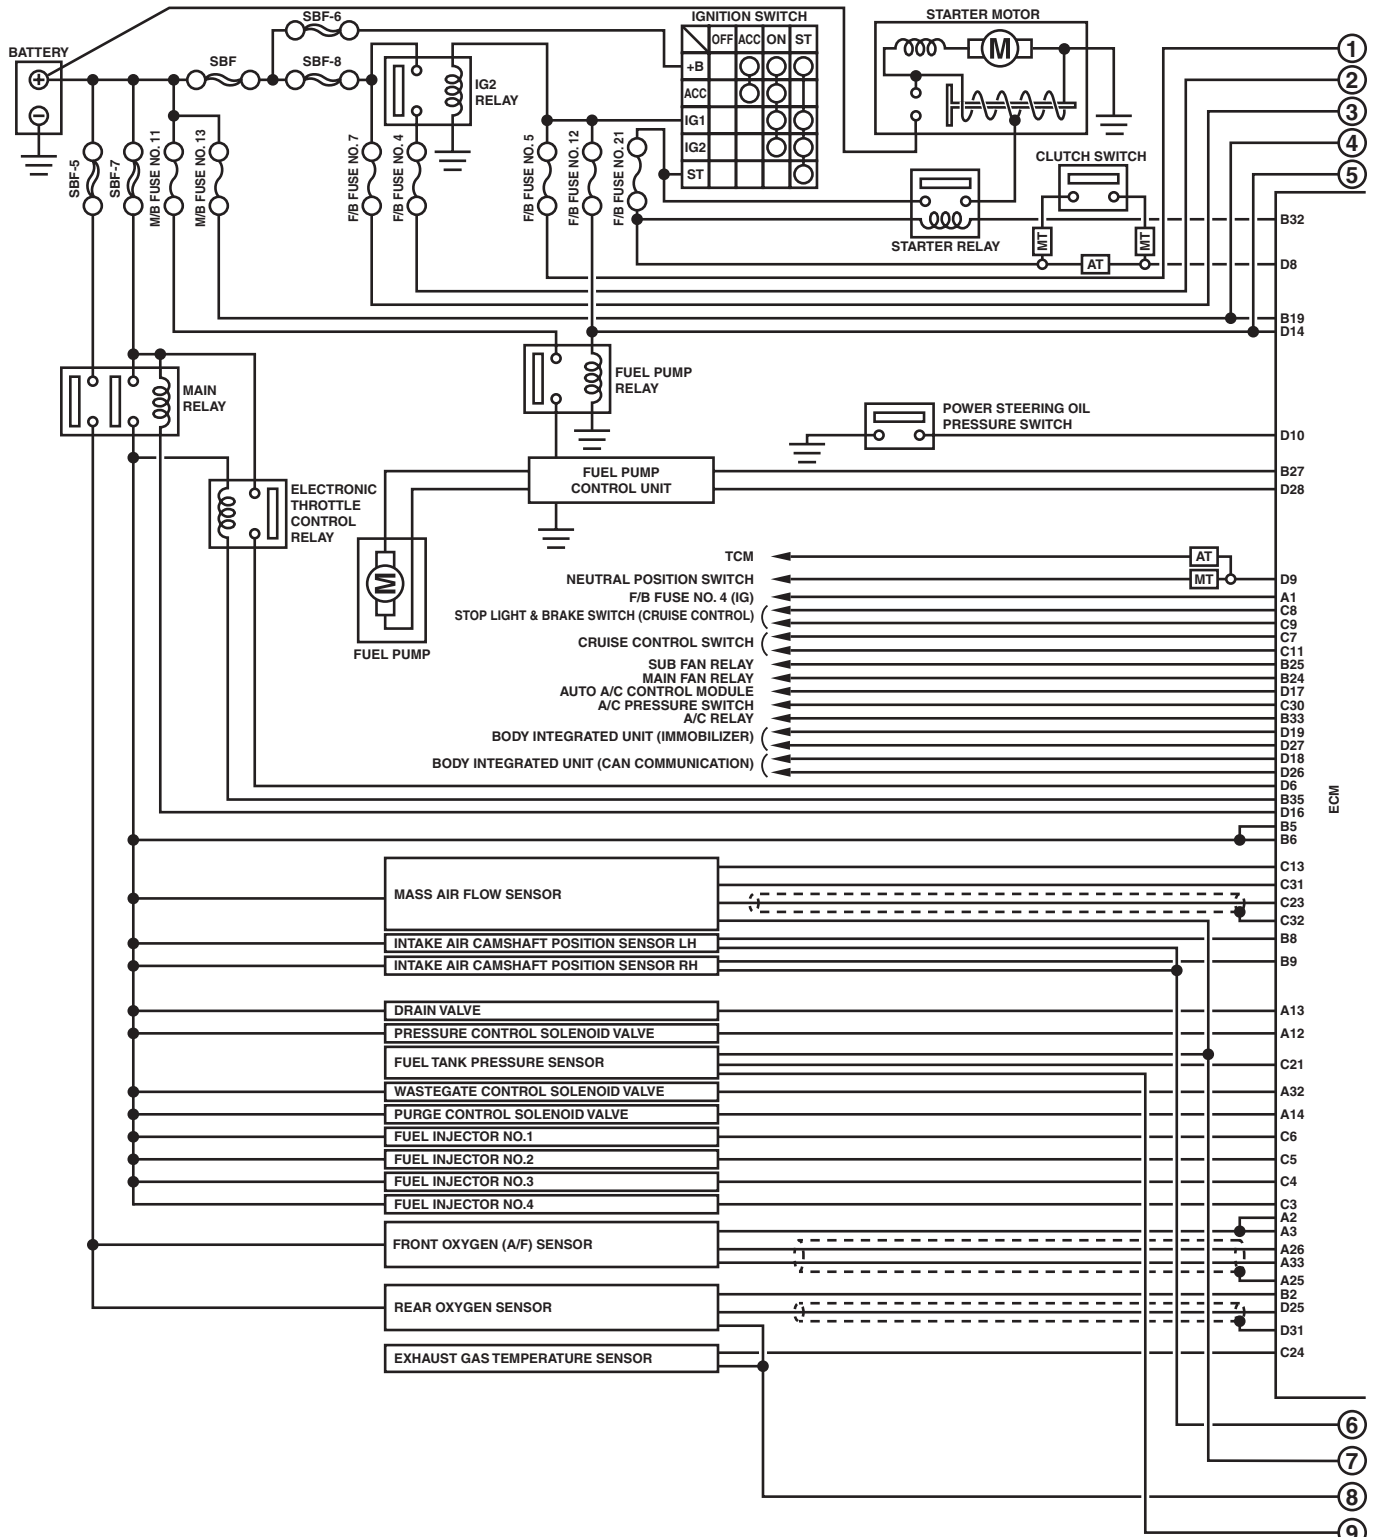 SBF-6
IGNITION SWITCH
STARTER MOTOR
BATTERY
SBF
SBF-8
IG2
RELAY
OFF ACC ON ST
+B
ACC
IG1
IG2
ST
M
1
2
3
4
5
SBF-5
SBF-7
M/B FUSE NO. 11
M/B FUSE NO. 13
F/B FUSE NO. 7
F/B FUSE NO. 4
F/B FUSE NO. 5
F/B FUSE NO. 12
F/B FUSE NO. 21
CLUTCH SWITCH
STARTER RELAY
MT
MT
AT
B32
D8
B19
D14
MAIN
RELAY
FUEL PUMP
RELAY
POWER STEERING OIL
PRESSURE SWITCH
D10
FUEL PUMP
CONTROL UNIT
B27
D28
ELECTRONIC
THROTTLE
CONTROL
RELAY
M
FUEL PUMP
TCM
AT
NEUTRAL POSITION SWITCH
MT
D9
F/B FUSE NO. 4 (IG)
A1
STOP LIGHT & BRAKE SWITCH (CRUISE CONTROL)
C8
C9
CRUISE CONTROL SWITCH
C7
C11
SUB FAN RELAY
B25
MAIN FAN RELAY
B24
AUTO A/C CONTROL MODULE
D17
A/C PRESSURE SWITCH
C30
A/C RELAY
B33
BODY INTEGRATED UNIT (IMMOBILIZER)
D19
D27
BODY INTEGRATED UNIT (CAN COMMUNICATION)
D18
D26
D6
B35
D16
B5
B6
ECM
MASS AIR FLOW SENSOR
C13
C31
C23
C32
INTAKE AIR CAMSHAFT POSITION SENSOR LH
B8
INTAKE AIR CAMSHAFT POSITION SENSOR RH
B9
DRAIN VALVE
A13
PRESSURE CONTROL SOLENOID VALVE
A12
FUEL TANK PRESSURE SENSOR
C21
WASTEGATE CONTROL SOLENOID VALVE
A32
PURGE CONTROL SOLENOID VALVE
A14
FUEL INJECTOR NO.1
C6
FUEL INJECTOR NO.2
C5
FUEL INJECTOR NO.3
C4
FUEL INJECTOR NO.4
C3
A2
A3
FRONT OXYGEN (A/F) SENSOR
A26
A33
A25
B2
REAR OXYGEN SENSOR
D25
D31
EXHAUST GAS TEMPERATURE SENSOR
C24
6
7
8
9